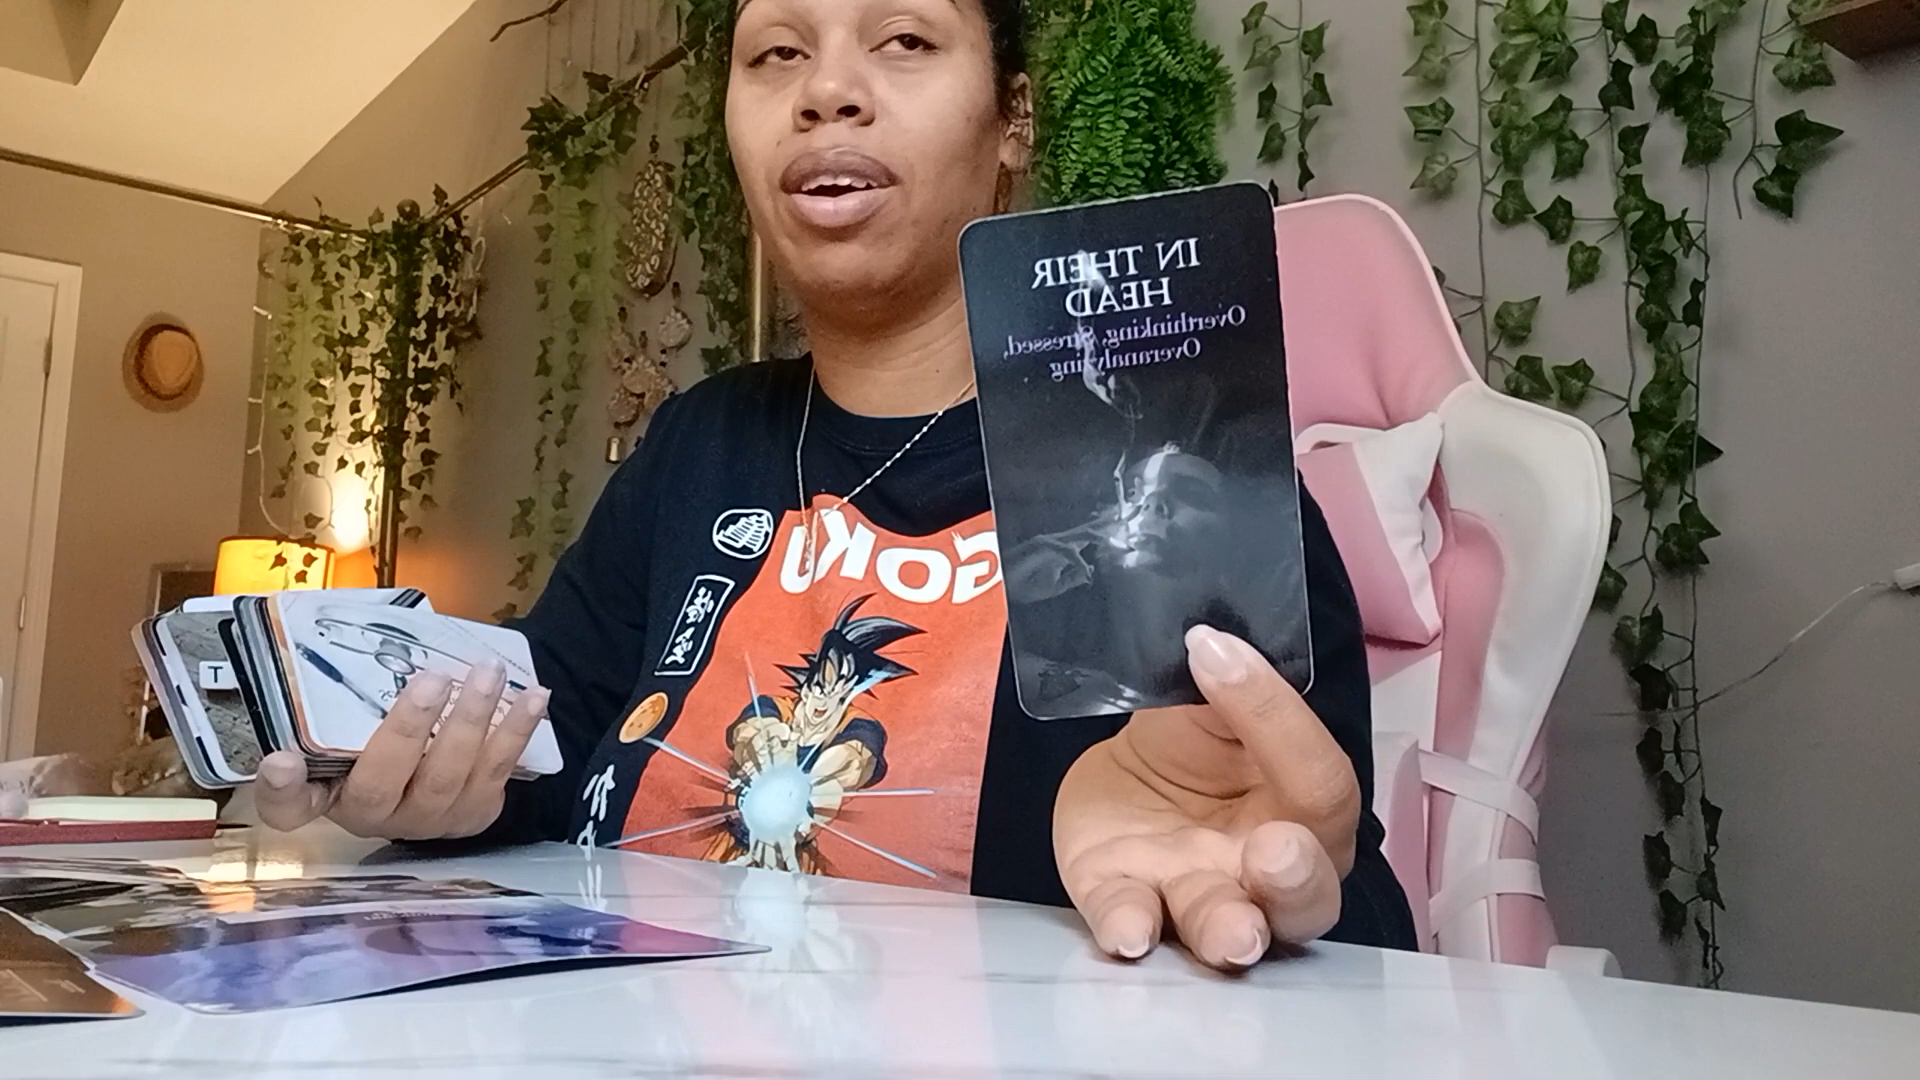 IN THEIR
HEAD
Overthinking, Stressed,
Overanalyzing
GOKU
T